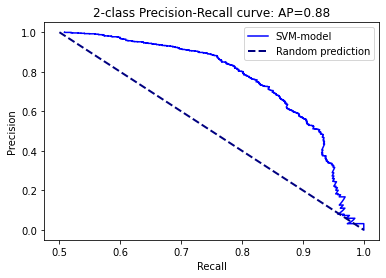 2-class Precision-Recall curve: AP=0.88
SVM-model
Random prediction
Precision
1.0
0.8
0.6
0.4
0.2
0.0
0.5
0.6
0.7
0.8
0.9
1.0
Recall